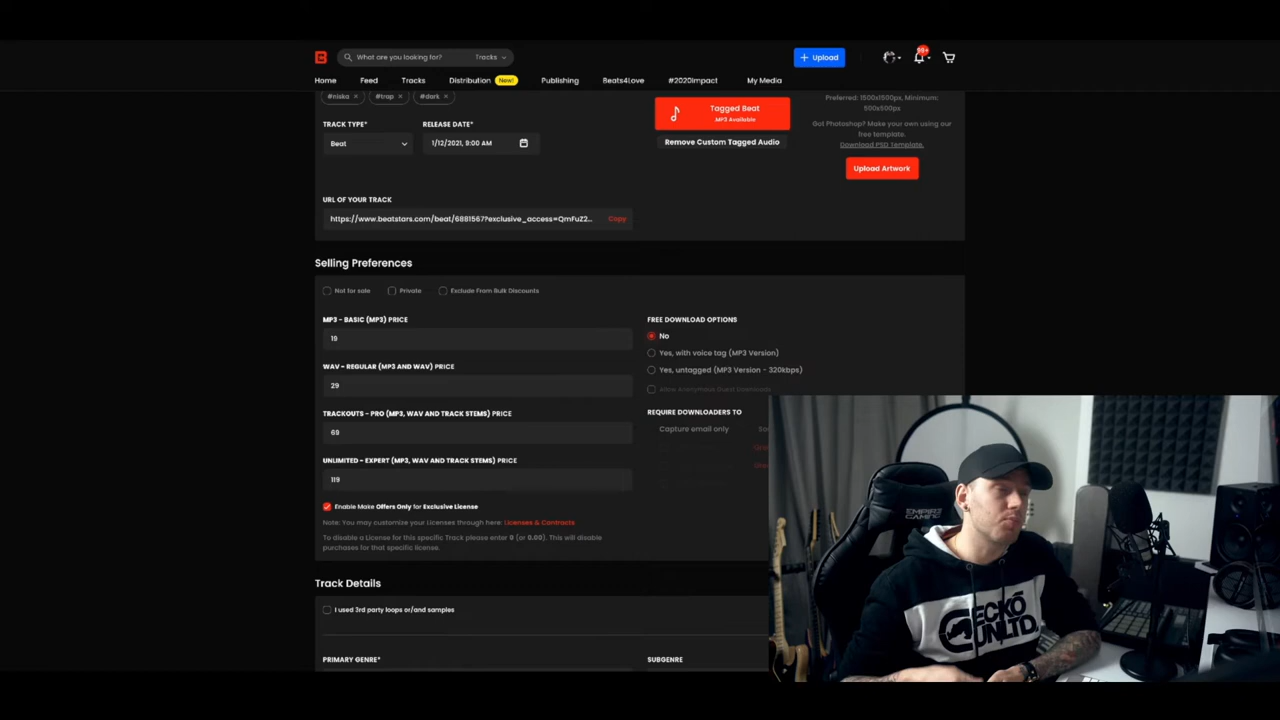 What are you looking for?
Tracks
+ Upload
99+
Home
Feed
Tracks
Distribution
New!
Publishing
Beats4Love
#2020Impact
My Media
#niska ×
#trap ×
#dark ×
TRACK TYPE*
Beat
RELEASE DATE*
1/12/2021, 9:00 AM
Tagged Beat
MP3 Available
Remove Custom Tagged Audio
Preferred: 1500x1500px, Minimum:
500x500px
Got Photoshop? Make your own using our
free template.
Download PSD Template.
Upload Artwork
URL OF YOUR TRACK
https://www.beatstars.com/beat/6881567?exclusive_access=QmFuZ2...
Copy
Selling Preferences
Not for sale
Private
Exclude From Bulk Discounts
MP3 - BASIC (MP3) PRICE
19
WAV - REGULAR (MP3 AND WAV) PRICE
29
TRACKOUTS - PRO (MP3, WAV AND TRACK STEMS) PRICE
69
UNLIMITED - EXPERT (MP3, WAV AND TRACK STEMS) PRICE
119
Enable Make Offers Only for Exclusive License
Note: You may customize your Licenses through here: Licenses & Contracts
To disable a License for this specific Track please enter 0 (or 0.00). This will disable
purchases for that specific license.
FREE DOWNLOAD OPTIONS
No
Yes, with voice tag (MP3 Version)
Yes, untagged (MP3 Version - 320kbps)
Allow Anonymous Guest Downloads
REQUIRE DOWNLOADERS TO
Capture email only
Track Details
I used 3rd party loops or/and samples
PRIMARY GENRE*
SUBGENRE
EMPIRE
GAMING
ECKŌ
UNLTD